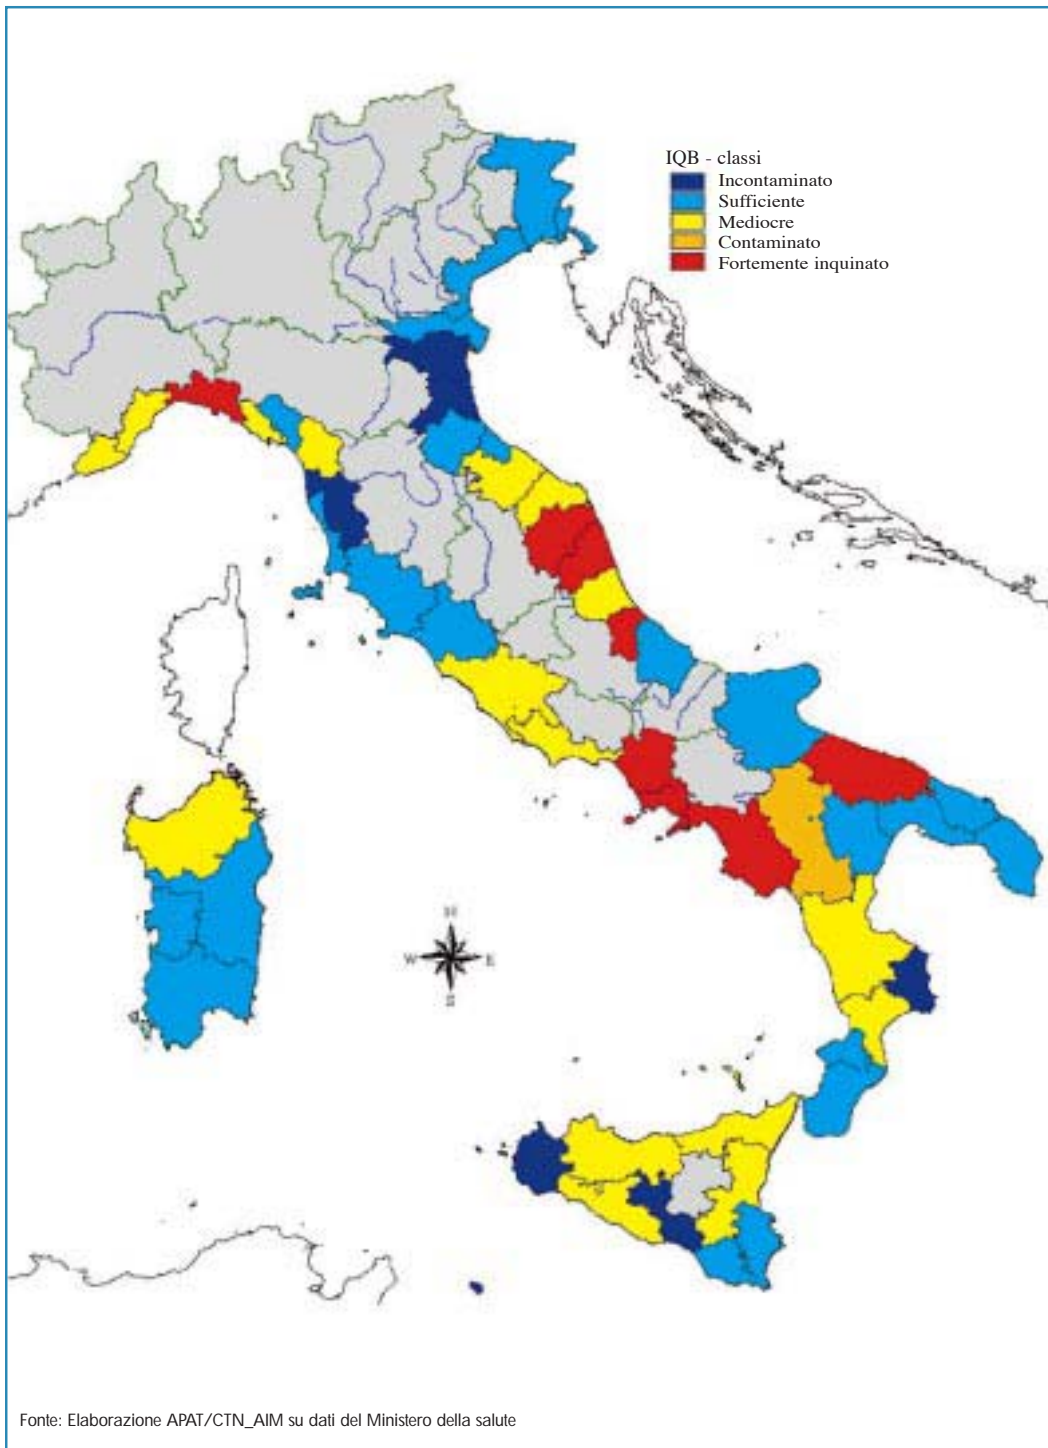 IQB - classi
Incontaminato
Sufficiente
Mediocre
Contaminato
Fortemente inquinato
N
W E
S
Fonte: Elaborazione APAT/CTN_AIM su dati del Ministero della salute